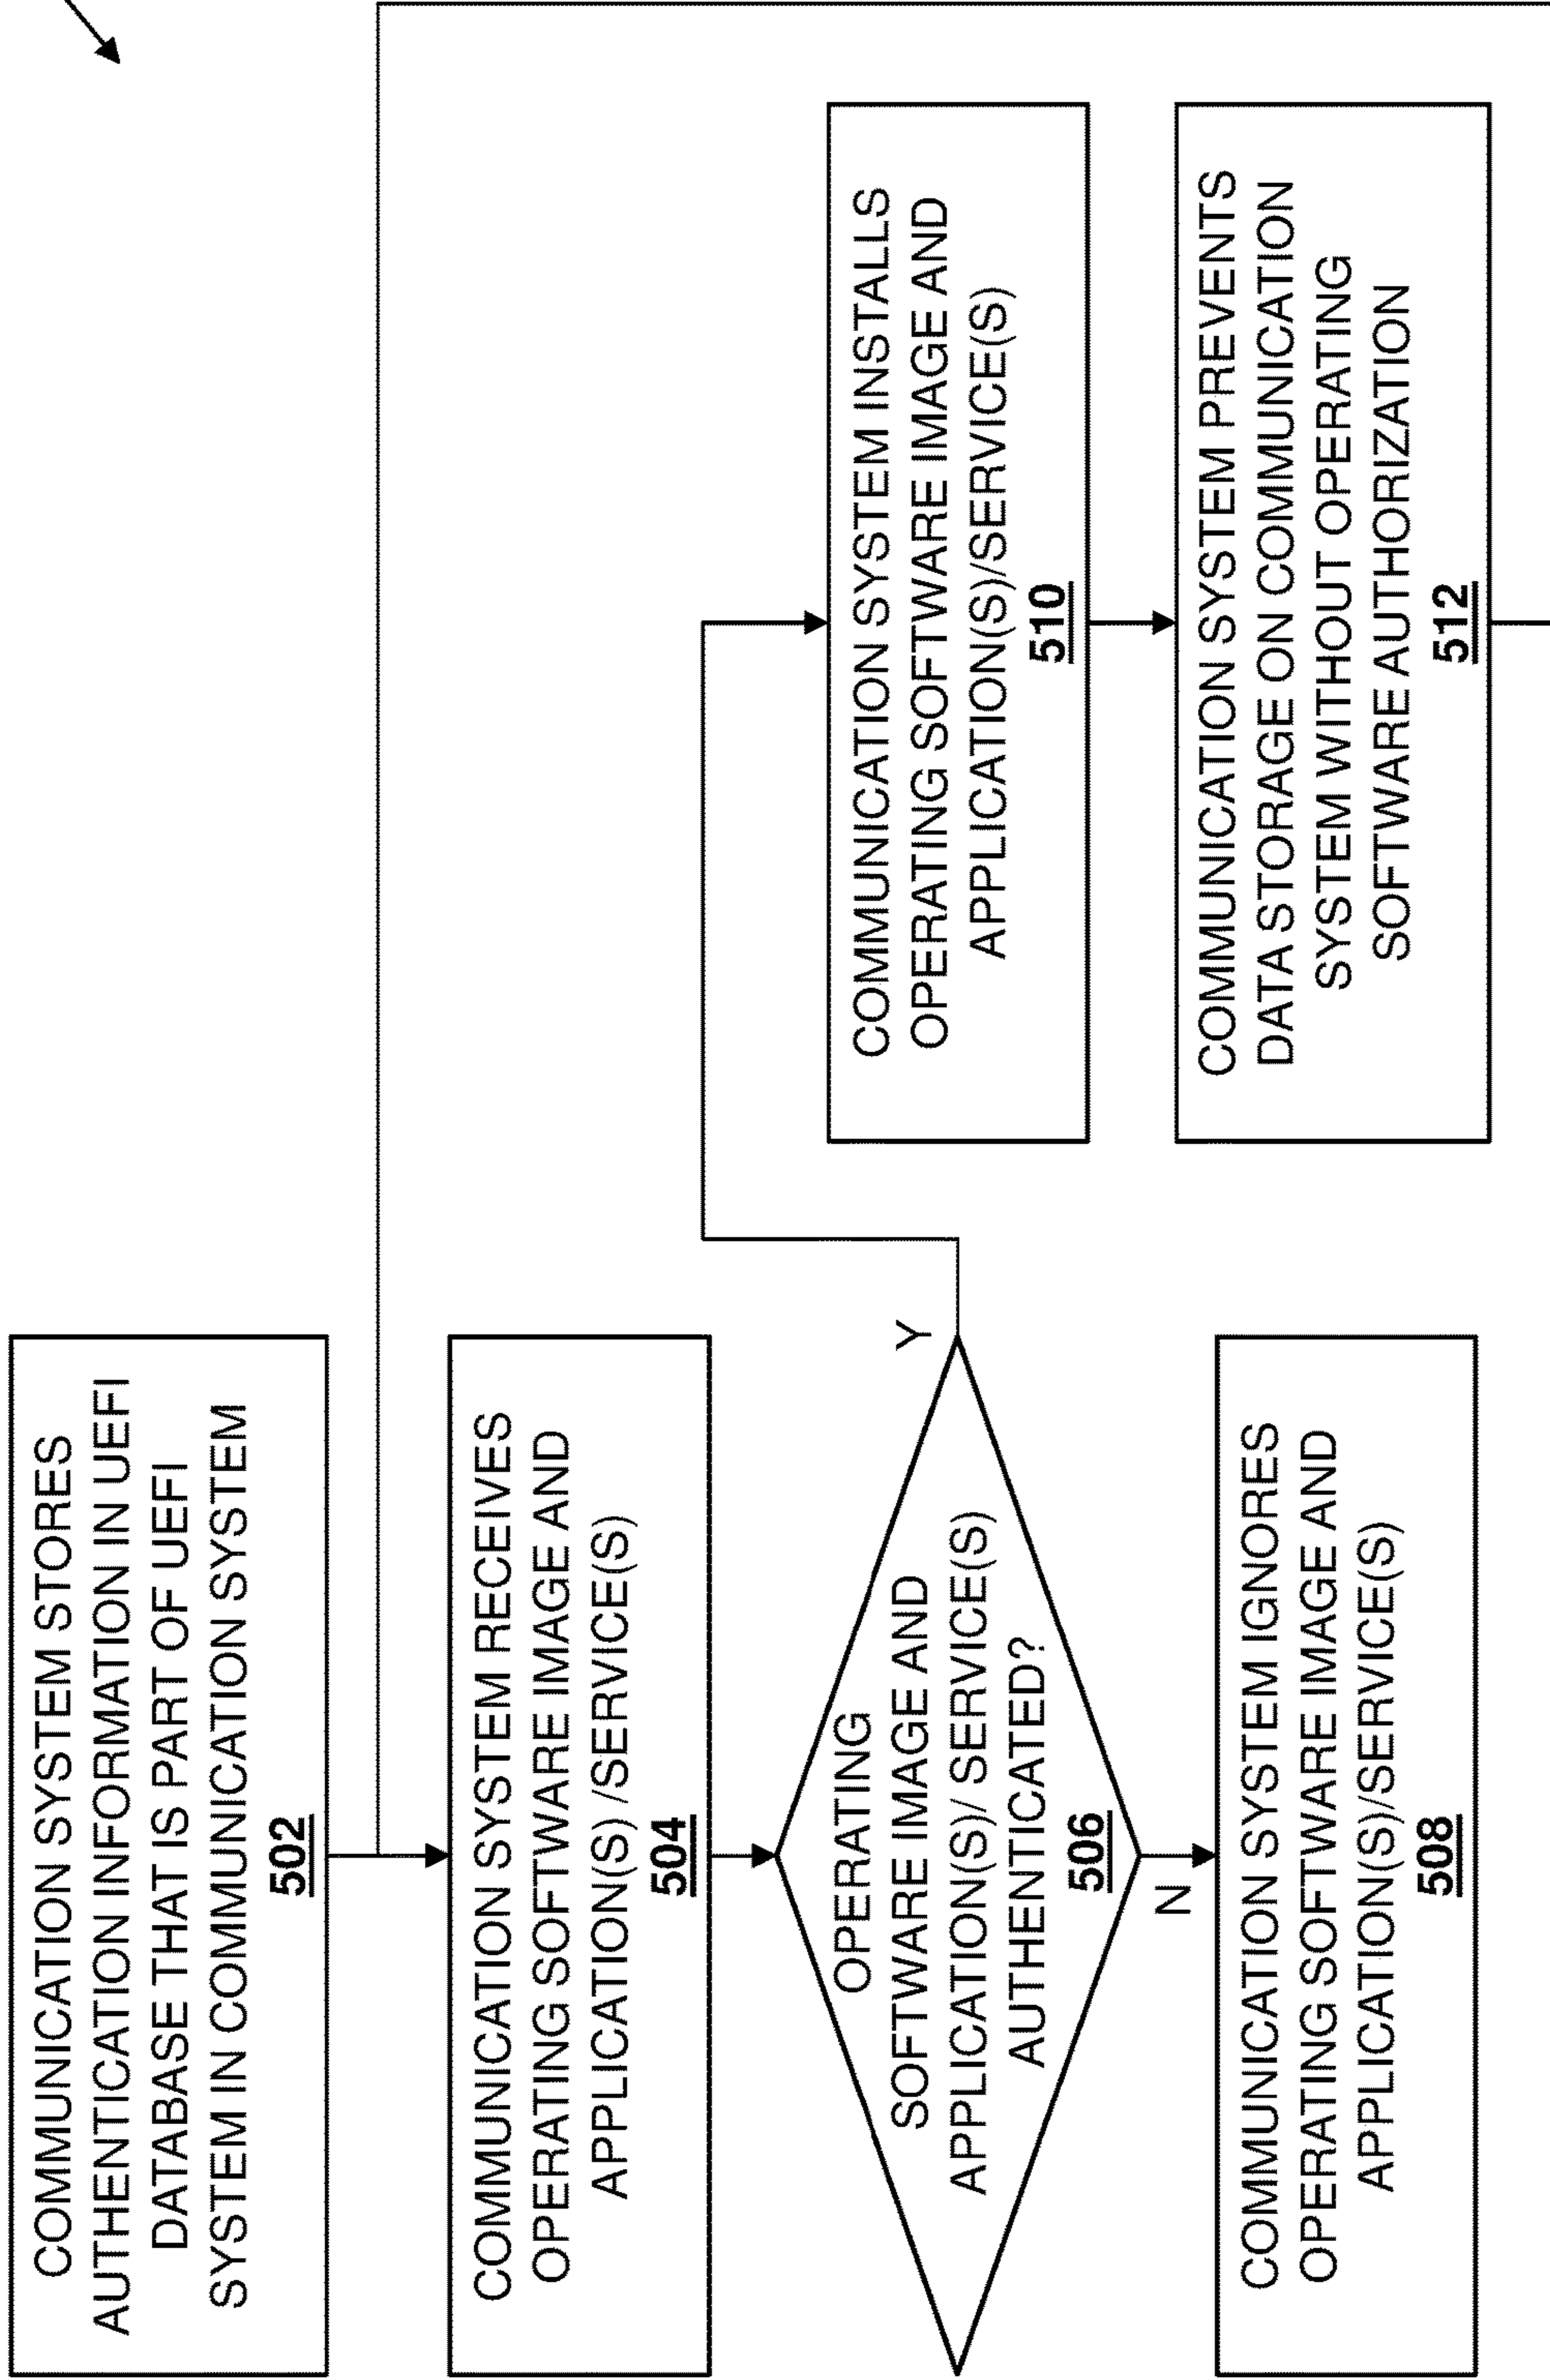 COMMUNICATION SYSTEM STORES
AUTHENTICATION INFORMATION IN UEFI
DATABASE THAT IS PART OF UEFI
SYSTEM IN COMMUNICATION SYSTEM
502
COMMUNICATION SYSTEM RECEIVES
OPERATING SOFTWARE IMAGE AND
APPLICATION(S) /SERVICE(S)
504
OPERATING
SOFTWARE IMAGE AND
APPLICATION(S)/ SERVICE(S)
AUTHENTICATED?
506
Y
N
COMMUNICATION SYSTEM IGNORES
OPERATING SOFTWARE IMAGE AND
APPLICATION(S)/SERVICE(S)
508
COMMUNICATION SYSTEM INSTALLS
OPERATING SOFTWARE IMAGE AND
APPLICATION(S)/SERVICE(S)
510
COMMUNICATION SYSTEM PREVENTS
DATA STORAGE ON COMMUNICATION
SYSTEM WITHOUT OPERATING
SOFTWARE AUTHORIZATION
512